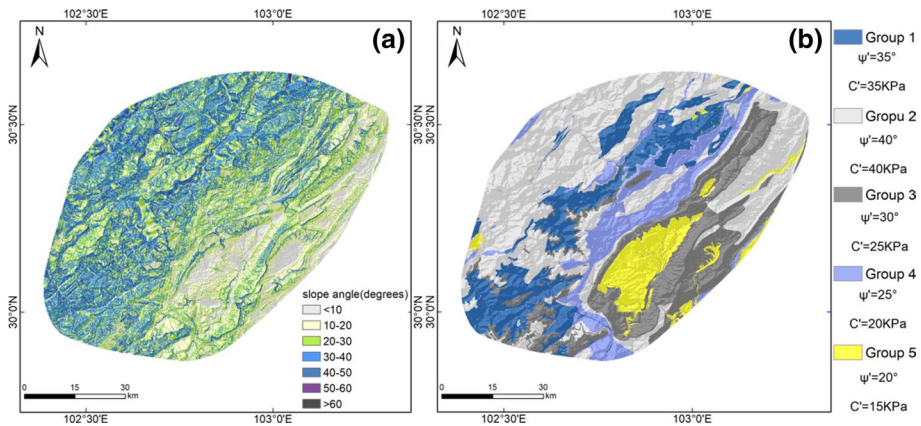 102°30'E
103°0'E
N
(a)
30°30'N
30°0'N
slope angle(degrees)
<10
10-20
20-30
30-40
40-50
50-60
>60
0 15 30
km
102°30'E
103°0'E
102°30'E
103°0'E
N
(b)
30°30'N
30°0'N
0 15 30
km
102°30'E
103°0'E
Group 1
ψ'=35°
C'=35KPa
Gropu 2
ψ'=40°
C'=40KPa
Group 3
ψ'=30°
C'=25KPa
Group 4
ψ'=25°
C'=20KPa
Group 5
ψ'=20°
C'=15KPa